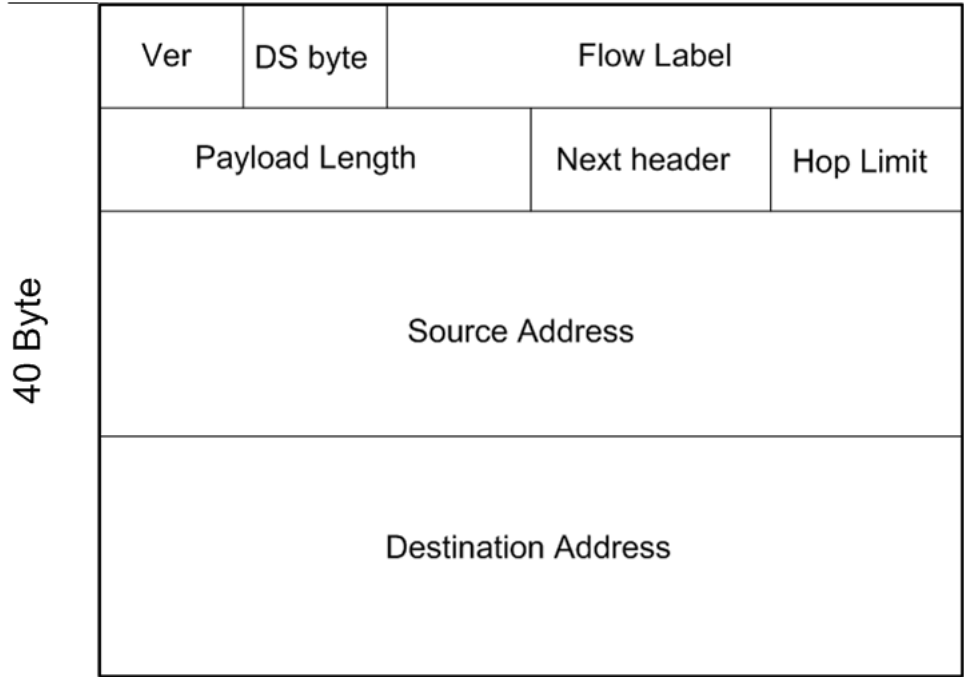 Ver
DS byte
Flow Label
Payload Length
Next header
Hop Limit
40 Byte
Source Address
Destination Address